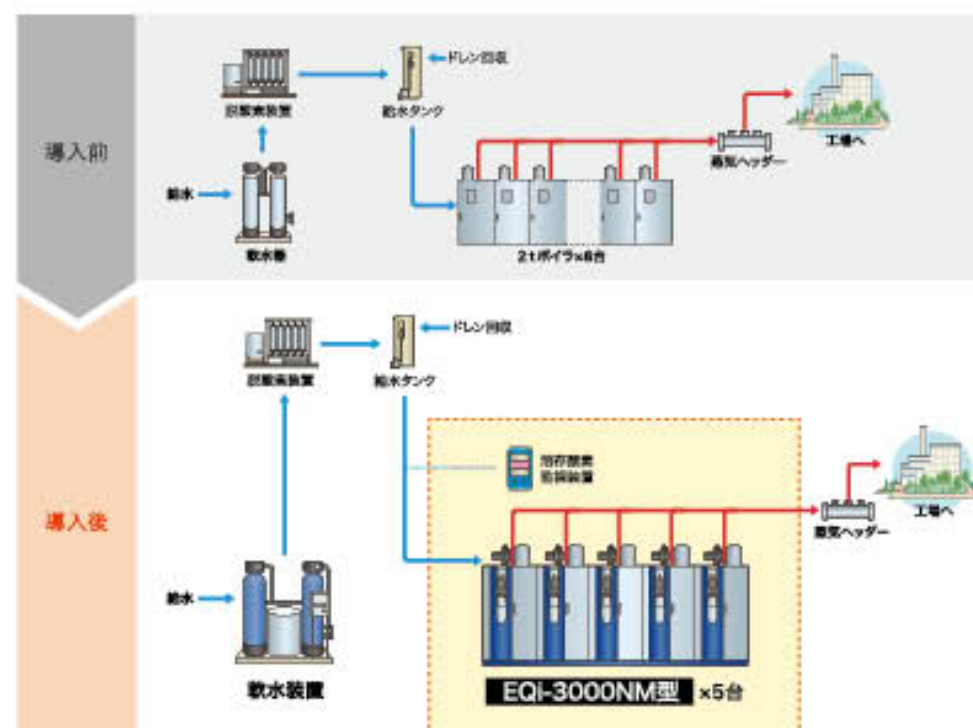 導入前
ドレン回収
脱酸素装置
給水タンク
工場へ
蒸気ヘッダー
給水
軟水器
2tボイラ×8台
導入後
ドレン回収
脱酸素装置
給水タンク
溶存酸素
監視装置
工場へ
蒸気ヘッダー
給水
軟水装置
EQi-3000NM型 ×5台